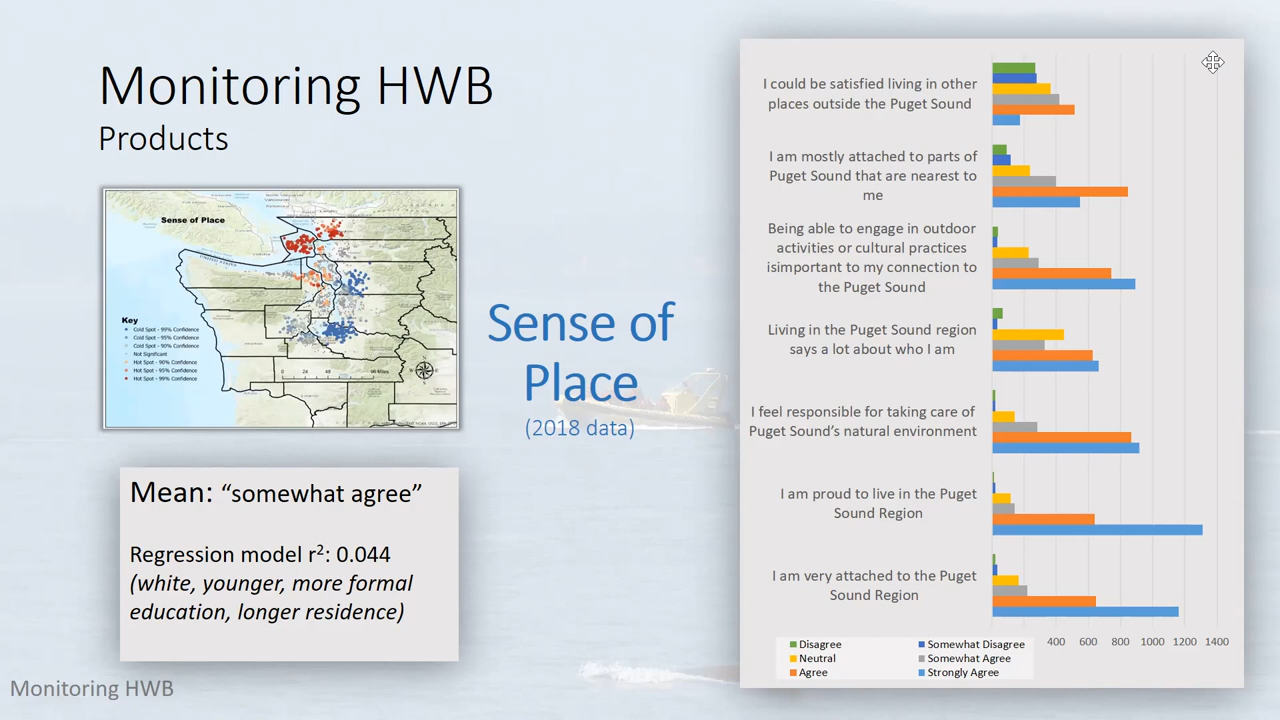 Monitoring HWB
Products
Sense of Place
Key
Cold Spot - 99% Confidence
Cold Spot - 95% Confidence
Cold Spot - 90% Confidence
Not Significant
Hot Spot - 90% Confidence
Hot Spot - 95% Confidence
Hot Spot - 99% Confidence
Sense of
Place
(2018 data)
Mean: “somewhat agree”
Regression model r²: 0.044
(white, younger, more formal
education, longer residence)
I could be satisfied living in other
places outside the Puget Sound
I am mostly attached to parts of
Puget Sound that are nearest to
me
Being able to engage in outdoor
activities or cultural practices
isimportant to my connection to
the Puget Sound
Living in the Puget Sound region
says a lot about who I am
I feel responsible for taking care of
Puget Sound’s natural environment
I am proud to live in the Puget
Sound Region
I am very attached to the Puget
Sound Region
400 600 800 1000 1200 1400
Disagree Somewhat Disagree
Neutral Somewhat Agree
Agree Strongly Agree
Monitoring HWB